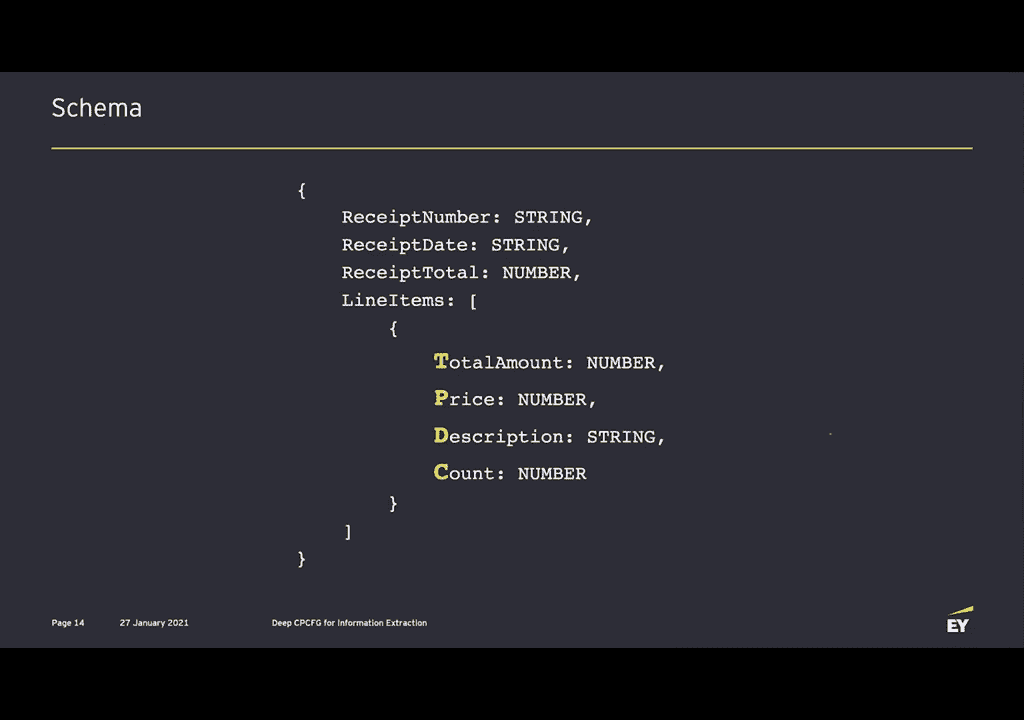 Schema
{
ReceiptNumber: STRING,
ReceiptDate: STRING,
ReceiptTotal: NUMBER,
LineItems: [
{
TotalAmount: NUMBER,
Price: NUMBER,
Description: STRING,
Count: NUMBER
}
]
}
Page 14 27 January 2021 Deep CPCFG for Information Extraction
EY